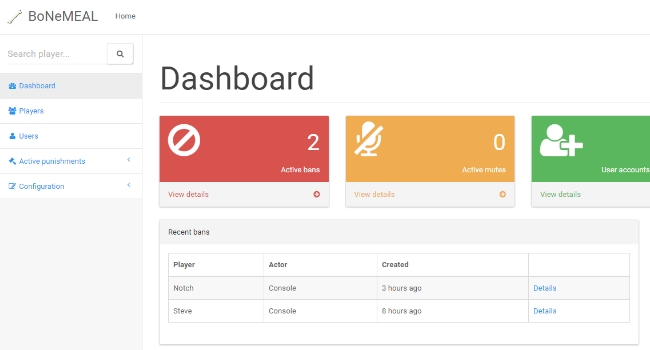 BoNeMEAL Home
Search player...
Dashboard
Players
Users
Active punishments
Configuration
Dashboard
2
Active bans
View details
0
Active mutes
View details
User accounts
View details
Recent bans
Player Actor Created
Notch Console 3 hours ago Details
Steve Console 8 hours ago Details